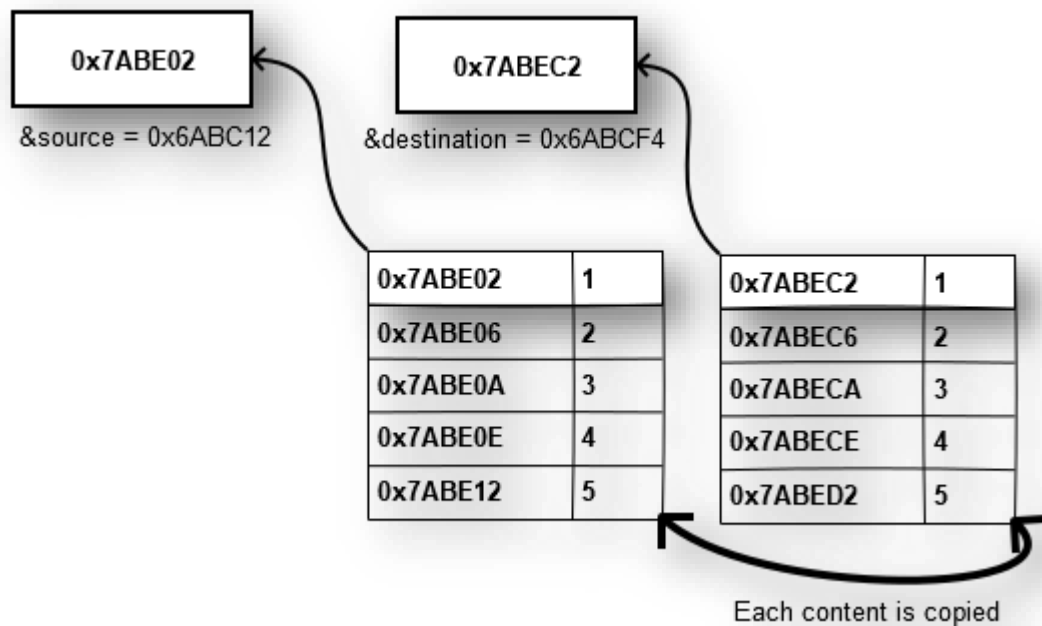 0x7ABE02
0x7ABEC2
&source = 0x6ABC12
&destination = 0x6ABCF4
0x7ABE02 1
0x7ABE06 2
0x7ABE0A 3
0x7ABE0E 4
0x7ABE12 5
0x7ABEC2 1
0x7ABEC6 2
0x7ABECA 3
0x7ABECE 4
0x7ABED2 5
Each content is copied